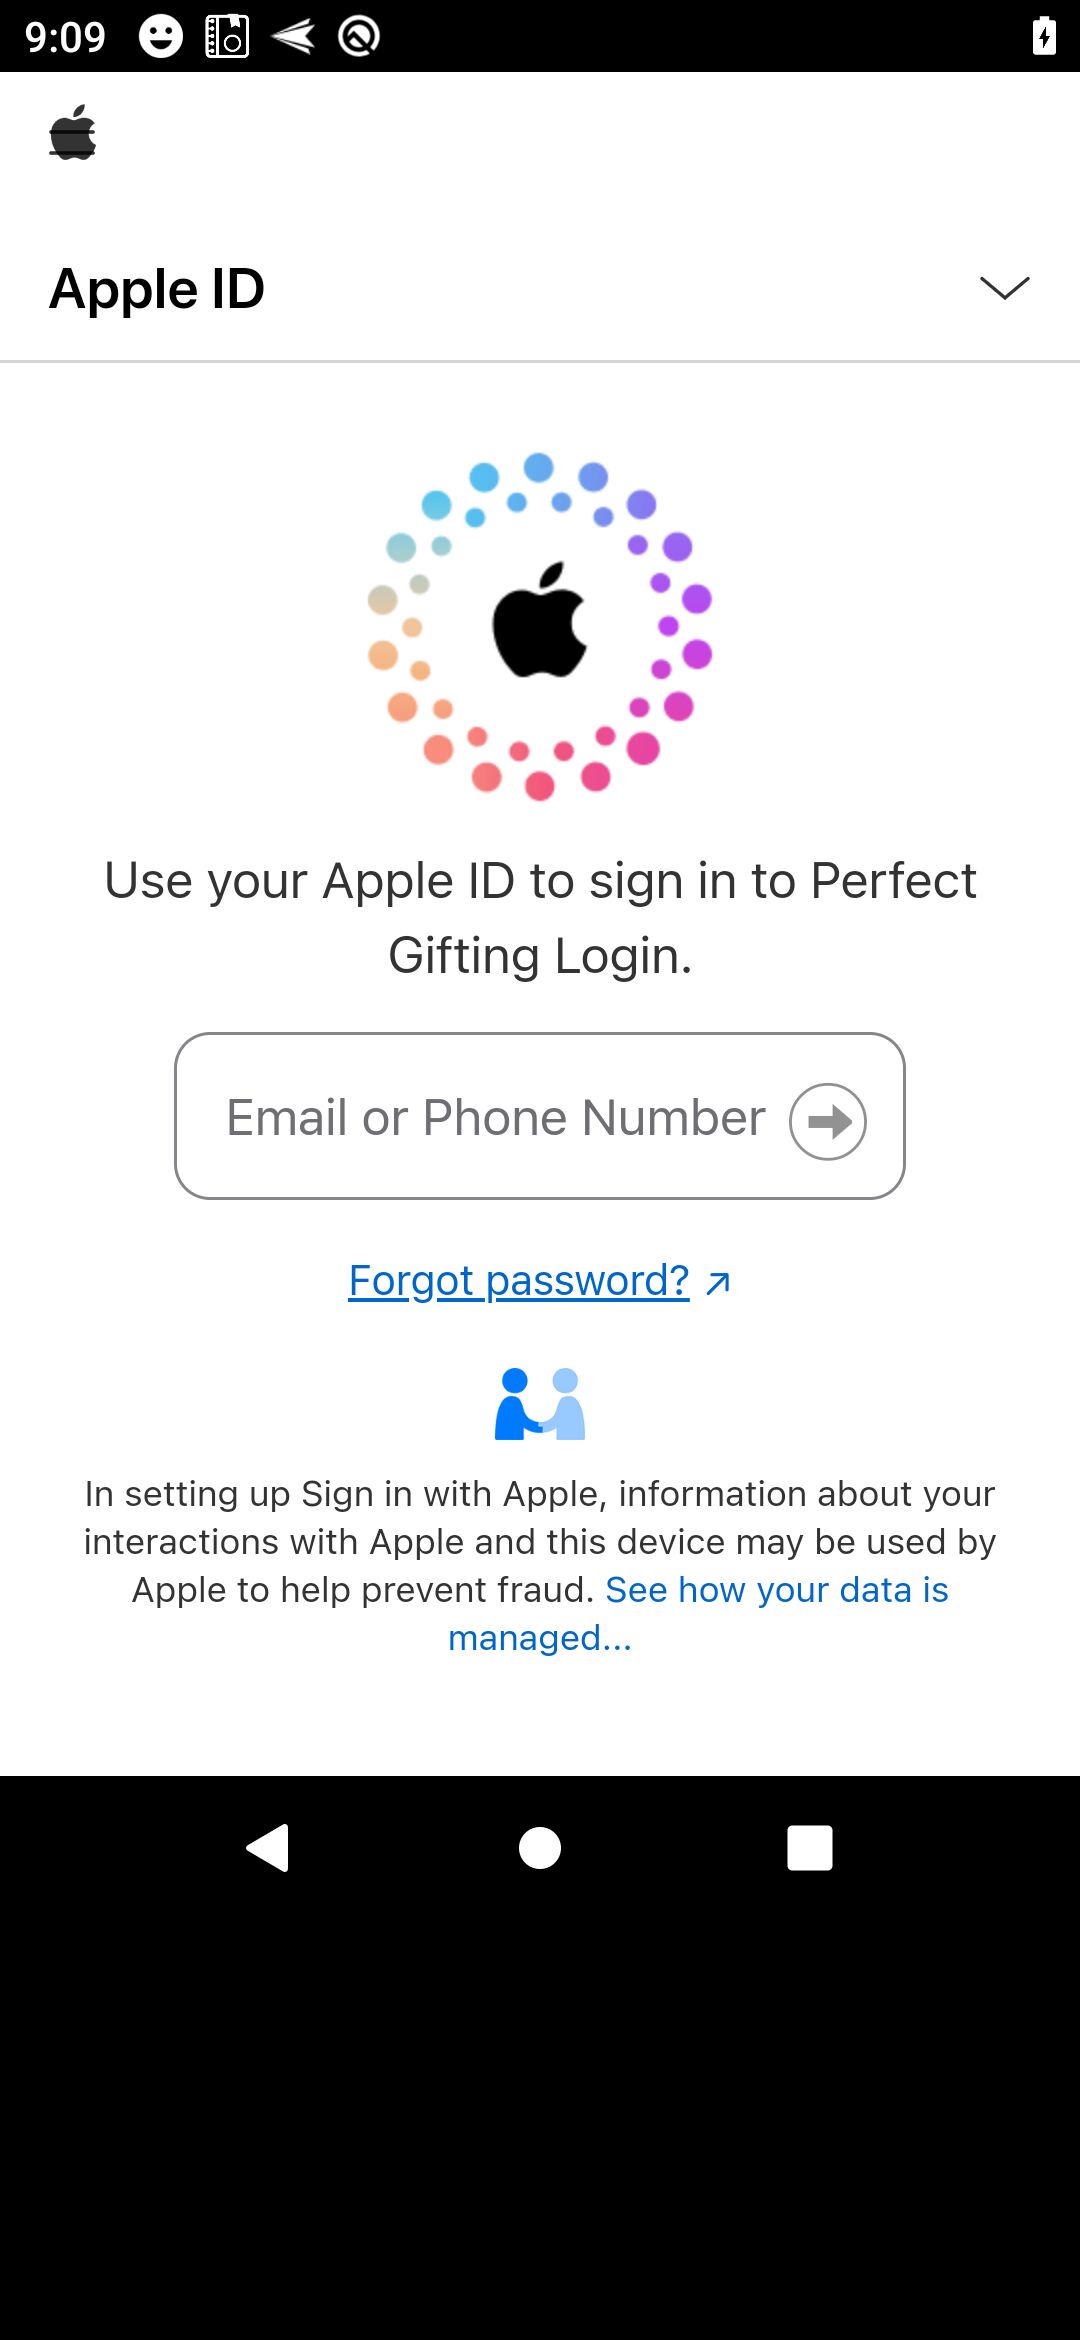 9:09
Apple ID
Use your Apple ID to sign in to Perfect
Gifting Login.
Email or Phone Number
Forgot password?
In setting up Sign in with Apple, information about your
interactions with Apple and this device may be used by
Apple to help prevent fraud. See how your data is
managed...